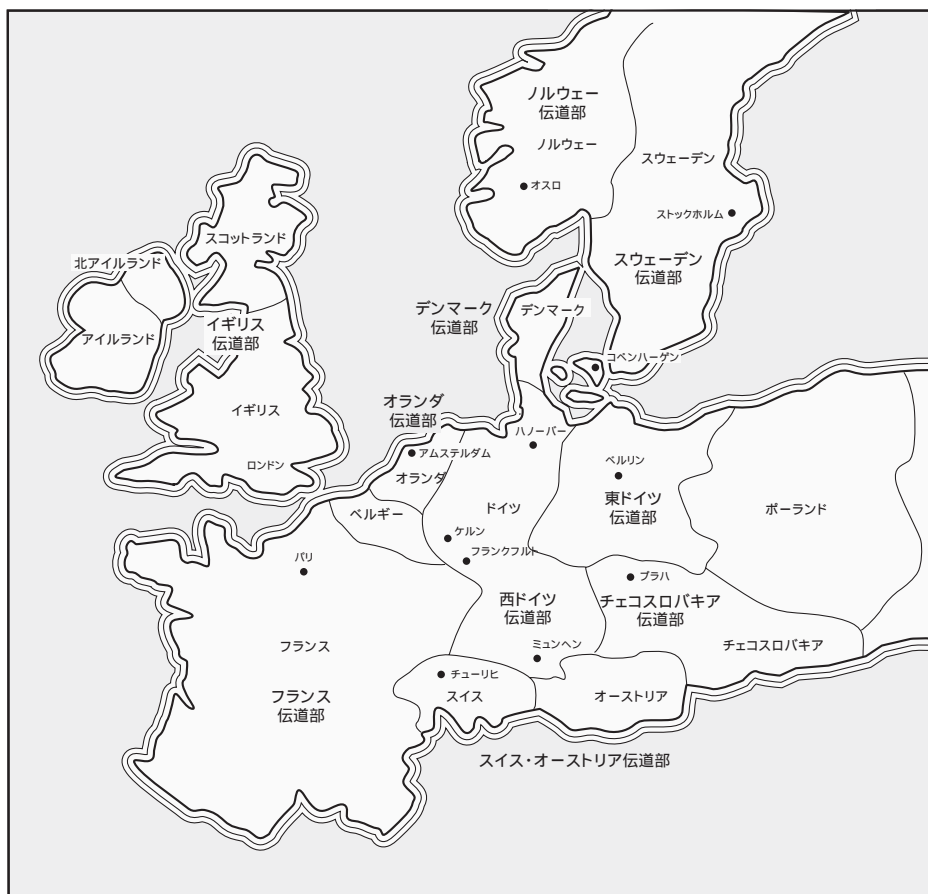 ノルウェー
伝道部
ノルウェー
オスロ
スウェーデン
ストックホルム
スウェーデン
伝道部
スコットランド
北アイルランド
アイルランド
イギリス
伝道部
イギリス
ロンドン
デンマーク
伝道部
デンマーク
コペンハーゲン
オランダ
伝道部
アムステルダム
オランダ
ベルギー
ハノーバー
ドイツ
ケルン
フランクフルト
ベルリン
東ドイツ
伝道部
ポーランド
パリ
フランス
フランス
伝道部
西ドイツ
伝道部
ミュンヘン
プラハ
チェコスロバキア
伝道部
チェコスロバキア
チューリヒ
スイス
オーストリア
スイス・オーストリア伝道部